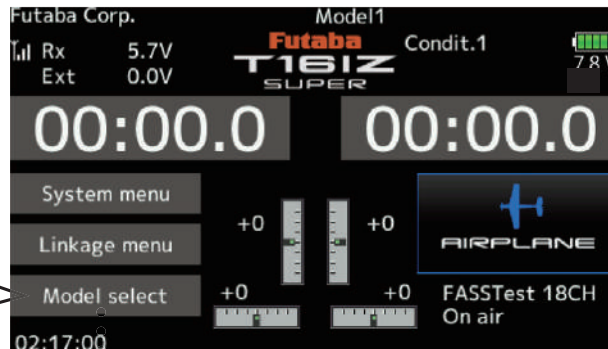 Futaba Corp. Model1
Rx 5.7V Futaba Condit.1
Ext 0.0V T16IZ 7.8
SUPER
00:00.0 00:00.0
System menu
+0 +0
Linkage menu AIRPLANE
Model select +0 +0 FASSTest 18CH
On air
02:17:00